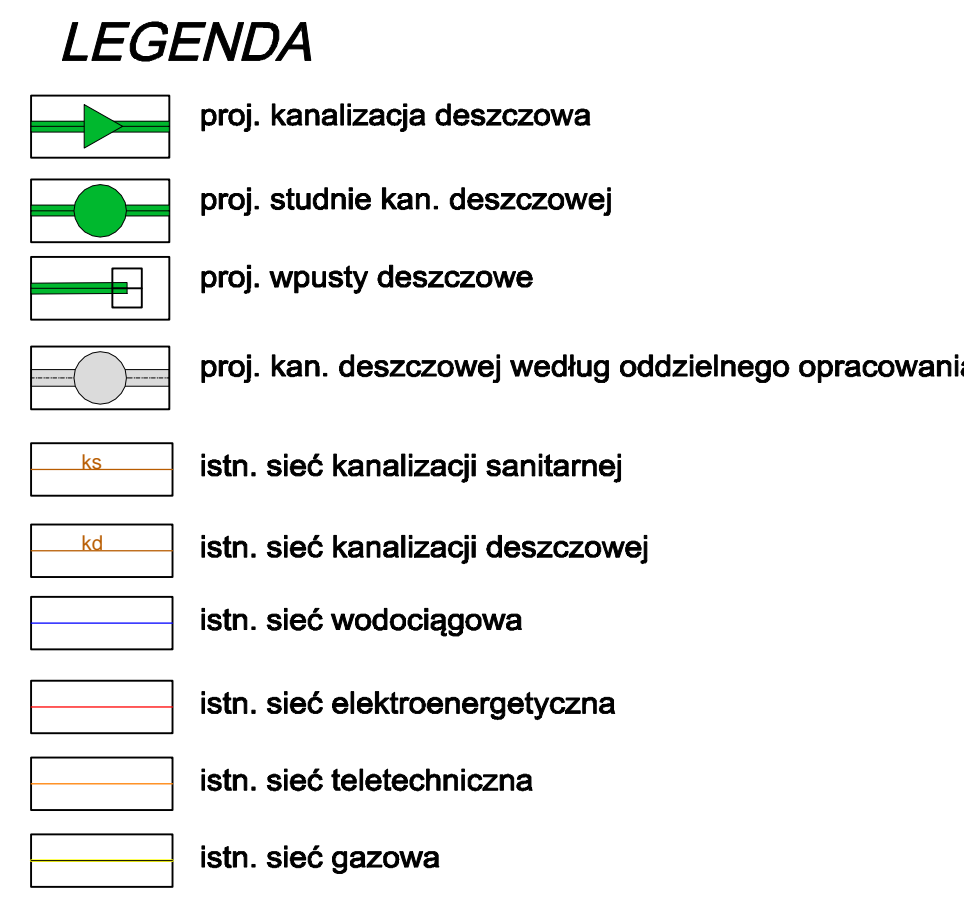 LEGENDA
proj. kanalizacja deszczowa
proj. studnie kan. deszczowej
proj. wpusty deszczowe
proj. kan. deszczowej według oddzielnego opracowania
ks
istn. sieć kanalizacji sanitarnej
kd
istn. sieć kanalizacji deszczowej
istn. sieć wodociągowa
istn. sieć elektroenergetyczna
istn. sieć teletechniczna
istn. sieć gazowa